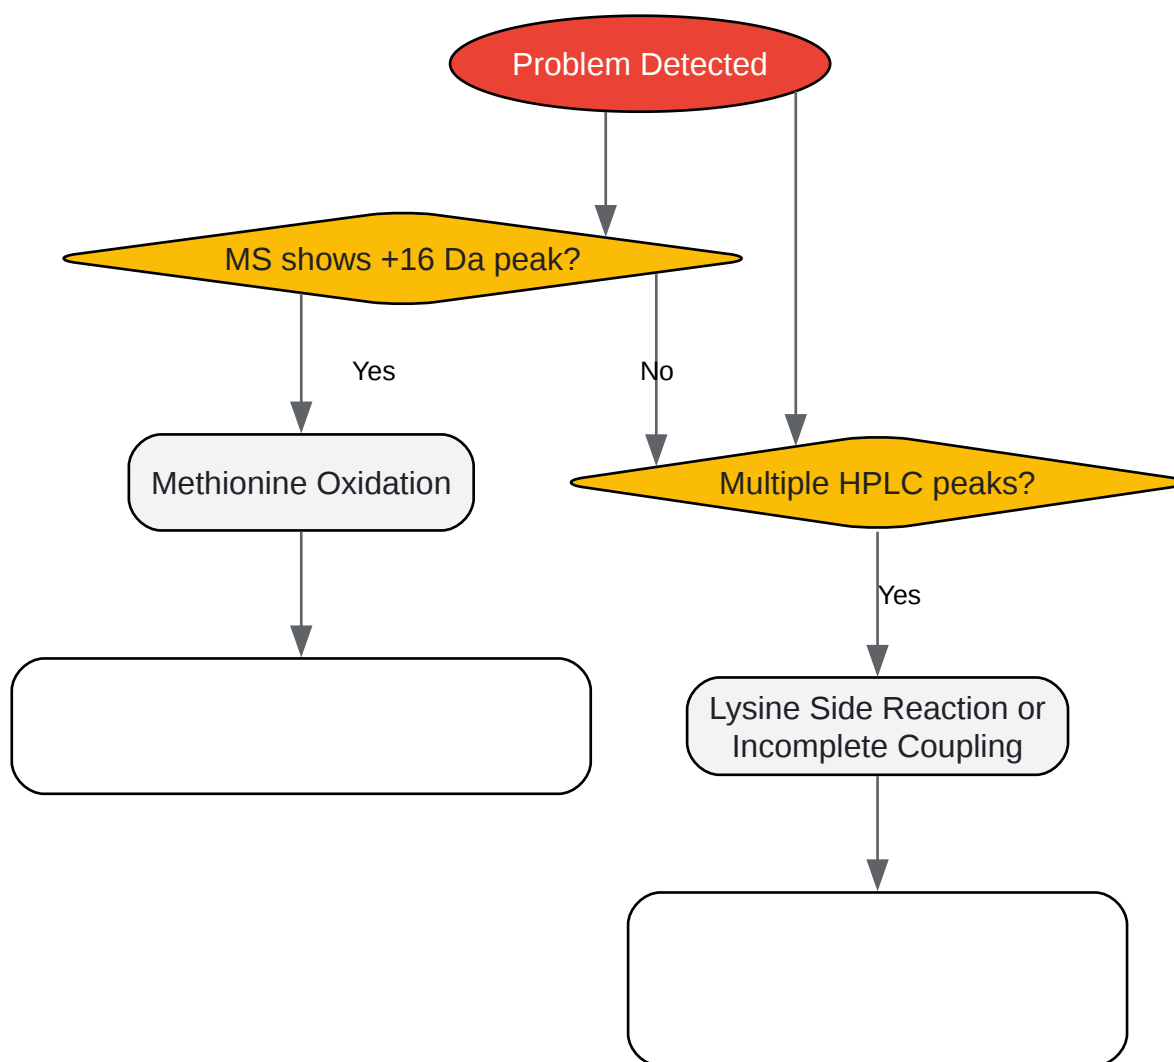 Problem Detected
MS shows +16 Da peak?
Yes
No
Methionine Oxidation
Multiple HPLC peaks?
Yes
Lysine Side Reaction or
Incomplete Coupling